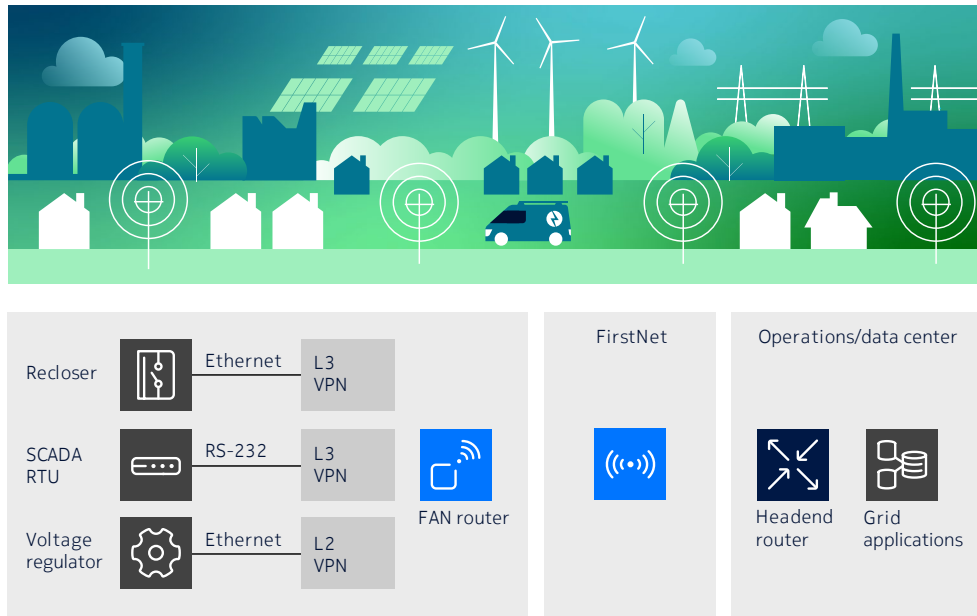 FirstNet
Operations/data center
Recloser
Ethernet
L3
VPN
SCADA
RTU
RS-232
L3
VPN
FAN router
Headend
router
Grid
applications
Voltage
regulator
Ethernet
L2
VPN